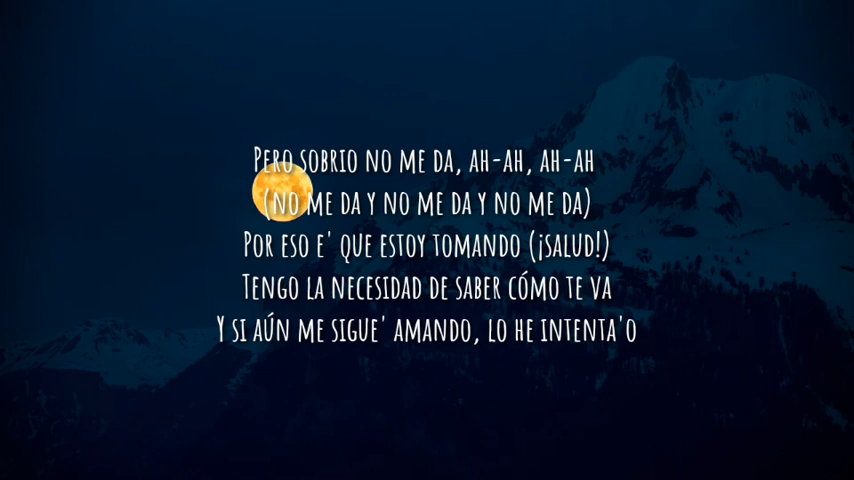 Pero sobrio no me da, ah-ah, ah-ah
(no me da y no me da y no me da)
Por eso e' que estoy tomando (¡salud!)
Tengo la necesidad de saber cómo te va
Y si aún me sigue' amando, lo he intenta'o